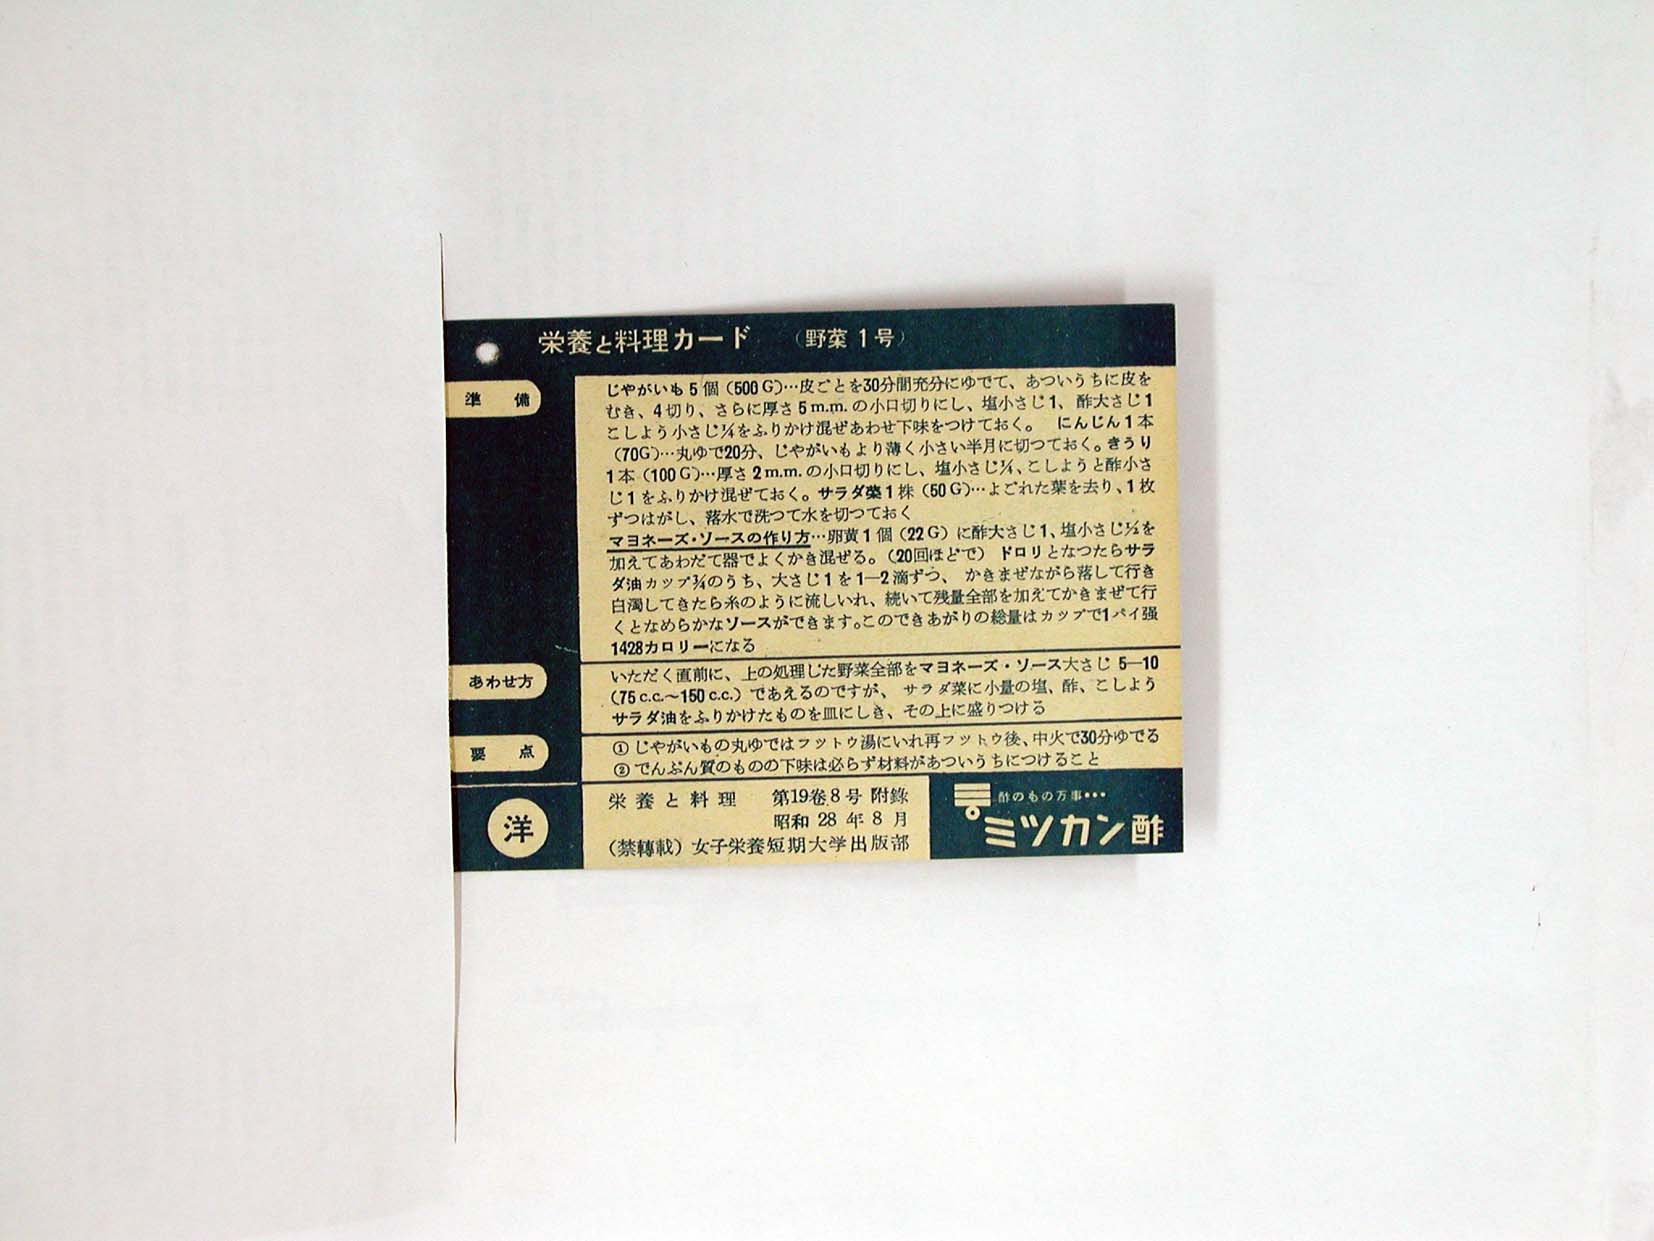 栄養と料理カード （野菜 1号）
準備
じやがいも 5個（500G）…皮ごとを30分間充分にゆでて、あついうちに皮を
むき、4切り、さらに厚さ5m.m.の小口切りにし、塩小さじ1、酢大さじ1
こしよう小さじ¼をふりかけ混ぜあわせ下味をつけておく。 にんじん1本
（70G）…丸ゆで20分、じやがいもより薄く小さい半月に切つておく。きうり
1本（100G）…厚さ2m.m.の小口切りにし、塩小さじ¼、こしようと酢小さ
じ1をふりかけ混ぜておく。サラダ菜1株（50G）…よごれた葉を去り、1枚
ずつはがし、落水で洗つて水を切つておく
マヨネーズ・ソースの作り方…卵黄1個（22G）に酢大さじ1、塩小さじ½を
加えてあわだて器でよくかき混ぜる。（20回ほどで） ドロリとなつたらサラ
ダ油カップ¾のうち、大さじ1を1—2滴ずつ、 かきまぜながら落して行き
白濁してきたら糸のように流しいれ、続いて残量全部を加えてかきまぜて行
くとなめらかなソースができます。このできあがりの総量はカップで1パイ強
1428カロリーになる
あわせ方
いただく直前に、上の処理した野菜全部をマヨネーズ・ソース大さじ 5—10
（75c.c.〜150c.c.）であえるのですが、 サラダ菜に小量の塩、酢、こしよう
サラダ油をふりかけたものを皿にしき、その上に盛りつける
要点
① じやがいもの丸ゆではフットウ湯にいれ再フットウ後、中火で30分ゆでる
② でんぷん質のものの下味は必らず材料があついうちにつけること
洋
栄養と料理 第19巻8号 附錄
昭和 28 年 8 月
（禁轉載）女子栄養短期大学出版部
酢のもの万事…
ミツカン酢